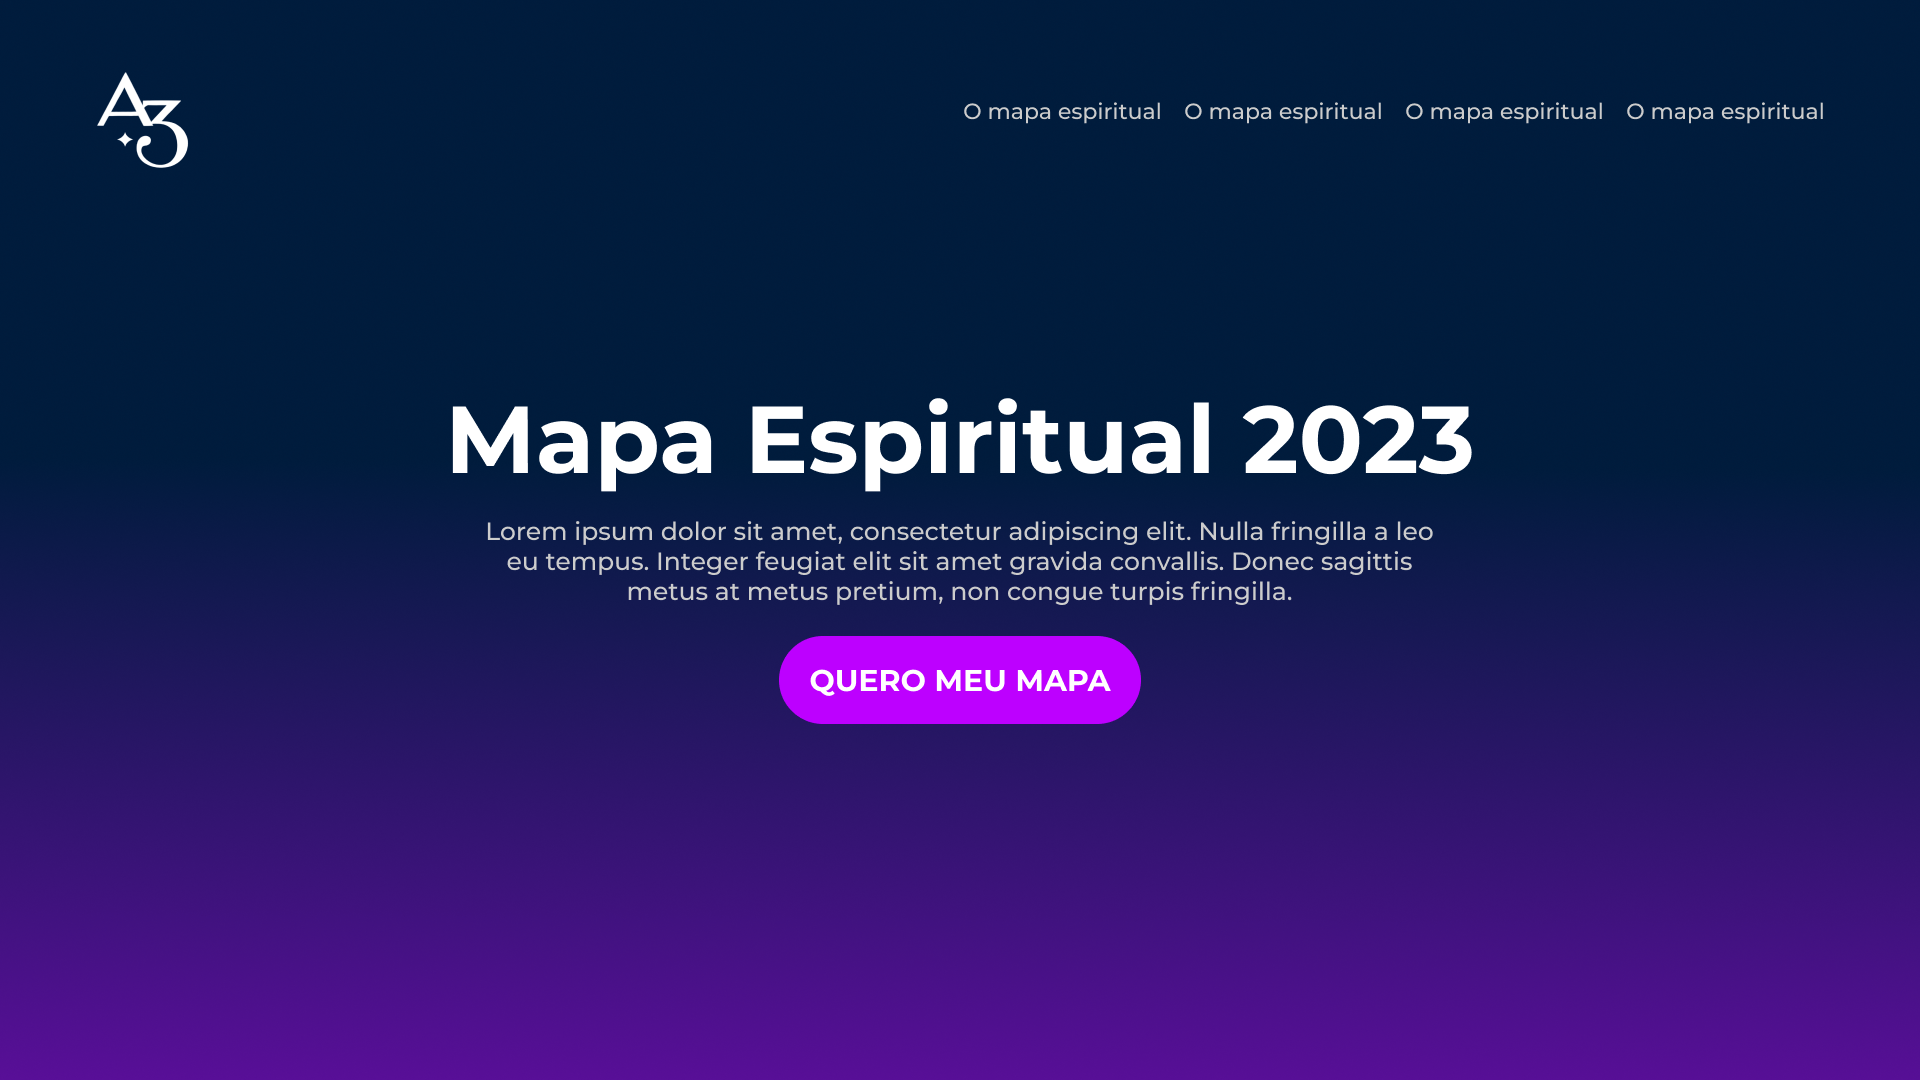 A3
O mapa espiritual O mapa espiritual O mapa espiritual O mapa espiritual
Mapa Espiritual 2023
Lorem ipsum dolor sit amet, consectetur adipiscing elit. Nulla fringilla a leo
eu tempus. Integer feugiat elit sit amet gravida convallis. Donec sagittis
metus at metus pretium, non congue turpis fringilla.
QUERO MEU MAPA